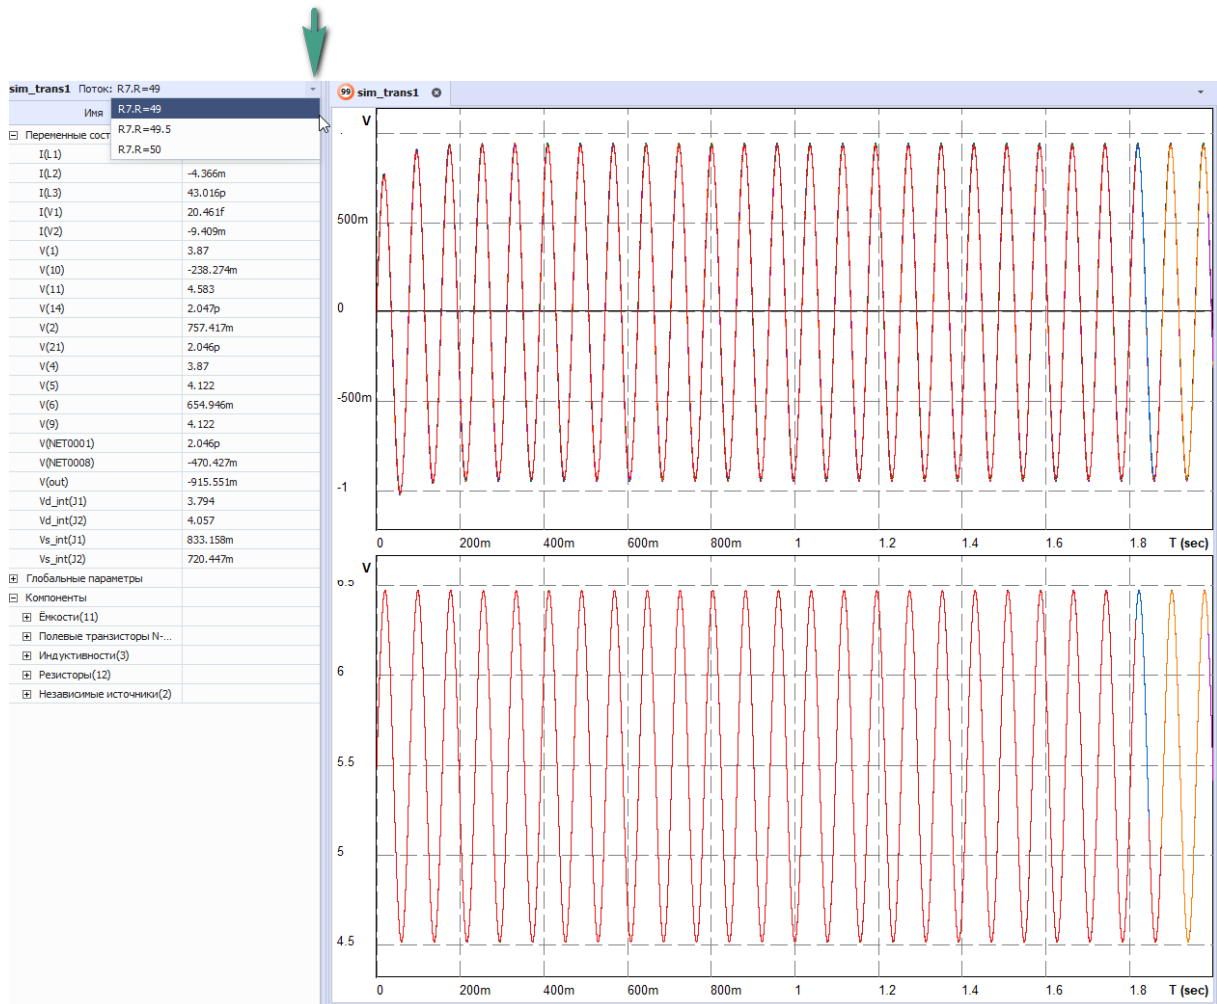 sim_trans1 Поток: R7.R=49
Имя
R7.R=49
R7.R=49.5
R7.R=50
Переменные сост
I(L1)
I(L2) -4.366m
I(L3) 43.016p
I(V1) 20.461f
I(V2) -9.409m
V(1) 3.87
V(10) -238.274m
V(11) 4.583
V(14) 2.047p
V(2) 757.417m
V(21) 2.046p
V(4) 3.87
V(5) 4.122
V(6) 654.946m
V(9) 4.122
V(NET0001) 2.046p
V(NET0008) -470.427m
V(out) -915.551m
Vd_int(J1) 3.794
Vd_int(J2) 4.057
Vs_int(J1) 833.158m
Vs_int(J2) 720.447m
Глобальные параметры
Компоненты
Ёмкости(11)
Полевые транзисторы N-...
Индуктивности(3)
Резисторы(12)
Независимые источники(2)
99 sim_trans1
V
500m
0
-500m
-1
0 200m 400m 600m 800m 1 1.2 1.4 1.6 1.8 T (sec)
V
6
5.5
5
4.5
0 200m 400m 600m 800m 1 1.2 1.4 1.6 1.8 T (sec)